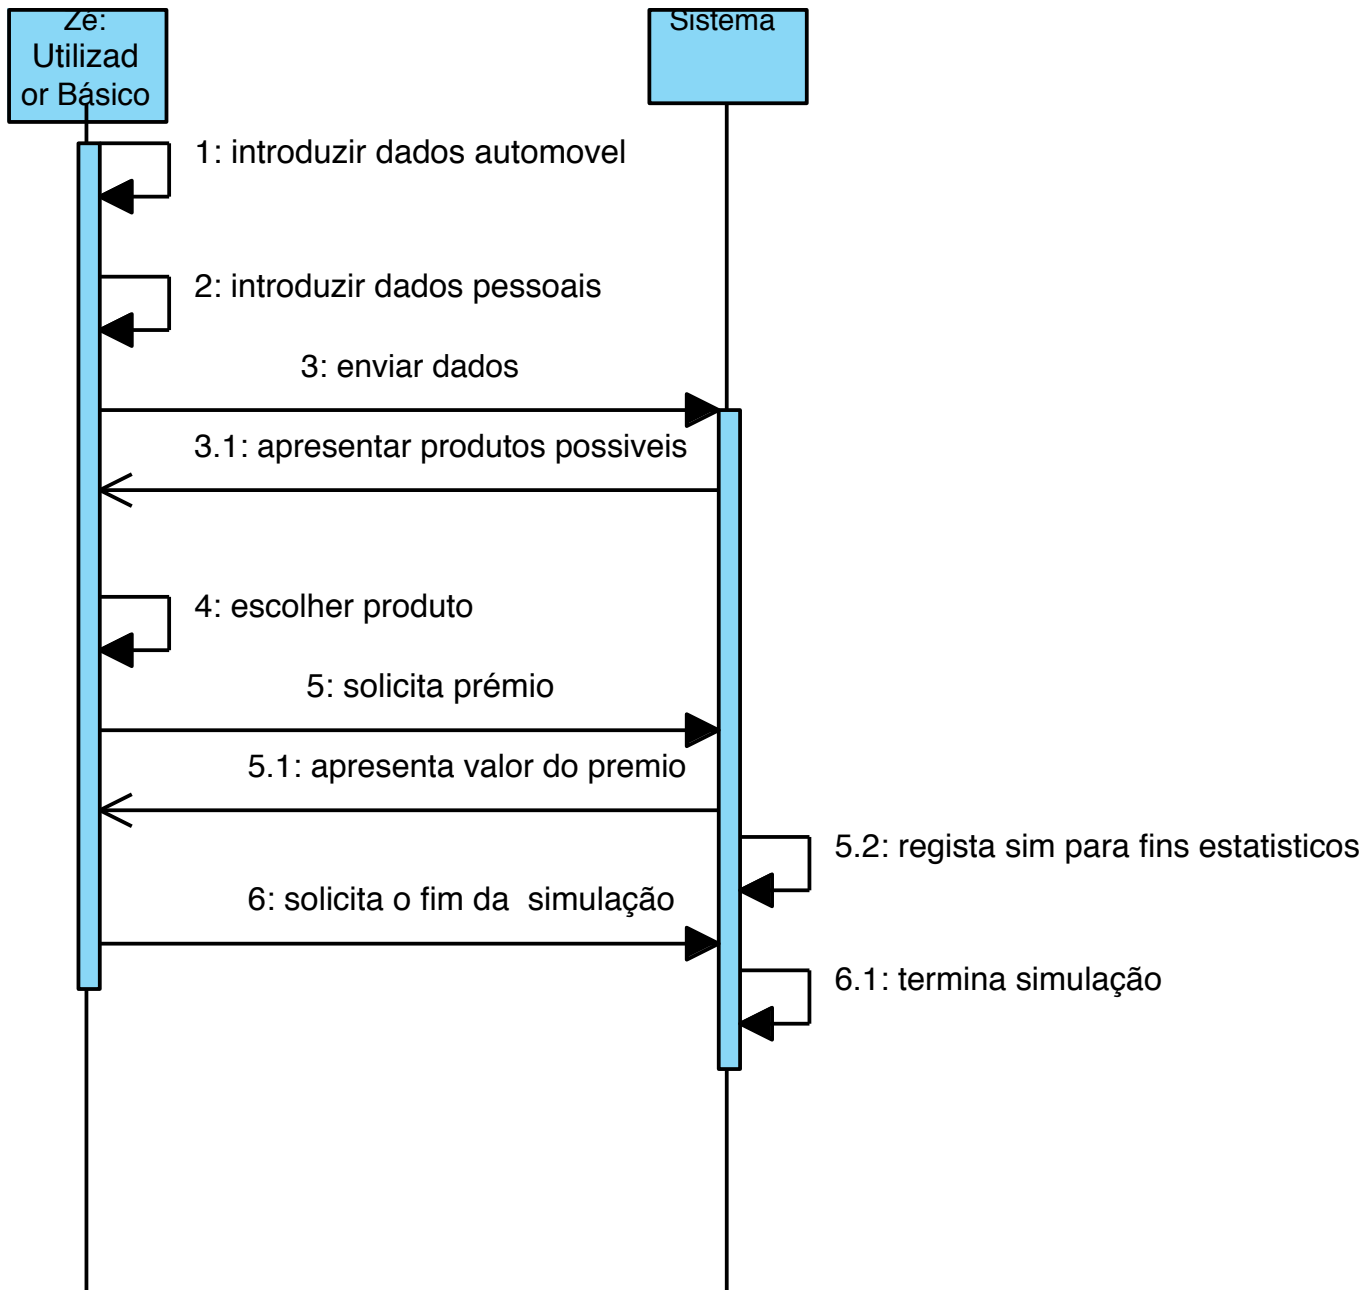 Zé:
Utilizad
or Básico
Sistema
1: introduzir dados automovel
2: introduzir dados pessoais
3: enviar dados
3.1: apresentar produtos possiveis
4: escolher produto
5: solicita prémio
5.1: apresenta valor do premio
5.2: regista sim para fins estatisticos
6: solicita o fim da  simulação
6.1: termina simulação